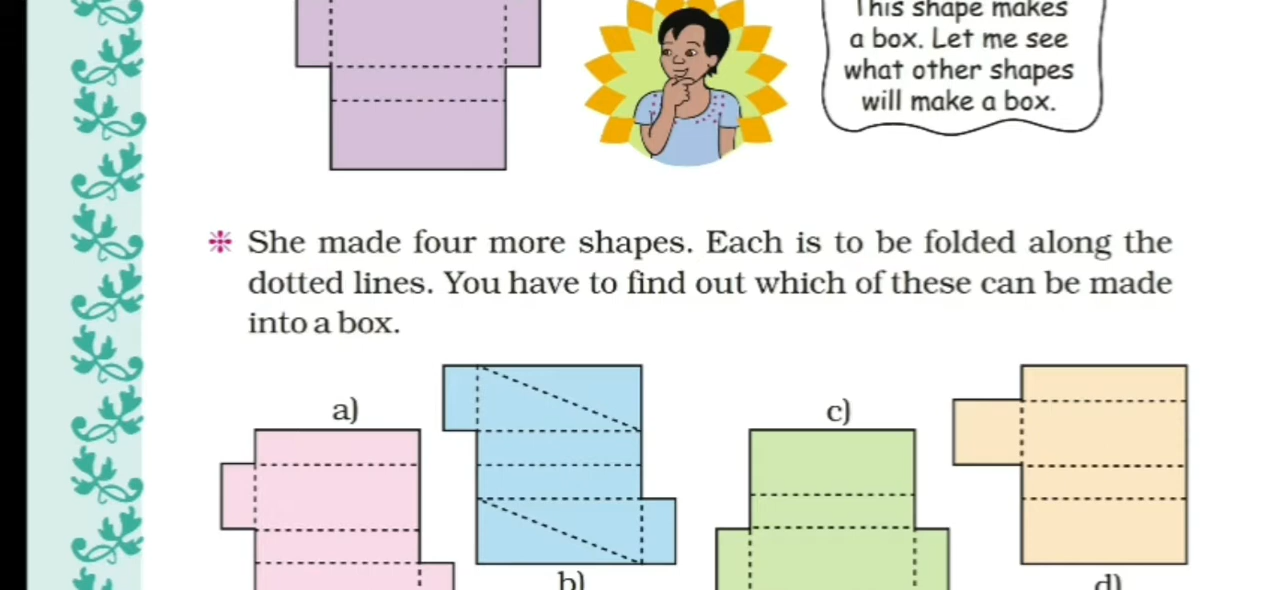 This shape makes
a box. Let me see
what other shapes
will make a box.
She made four more shapes. Each is to be folded along the
dotted lines. You have to find out which of these can be made
into a box.
a)
c)
b)
d)